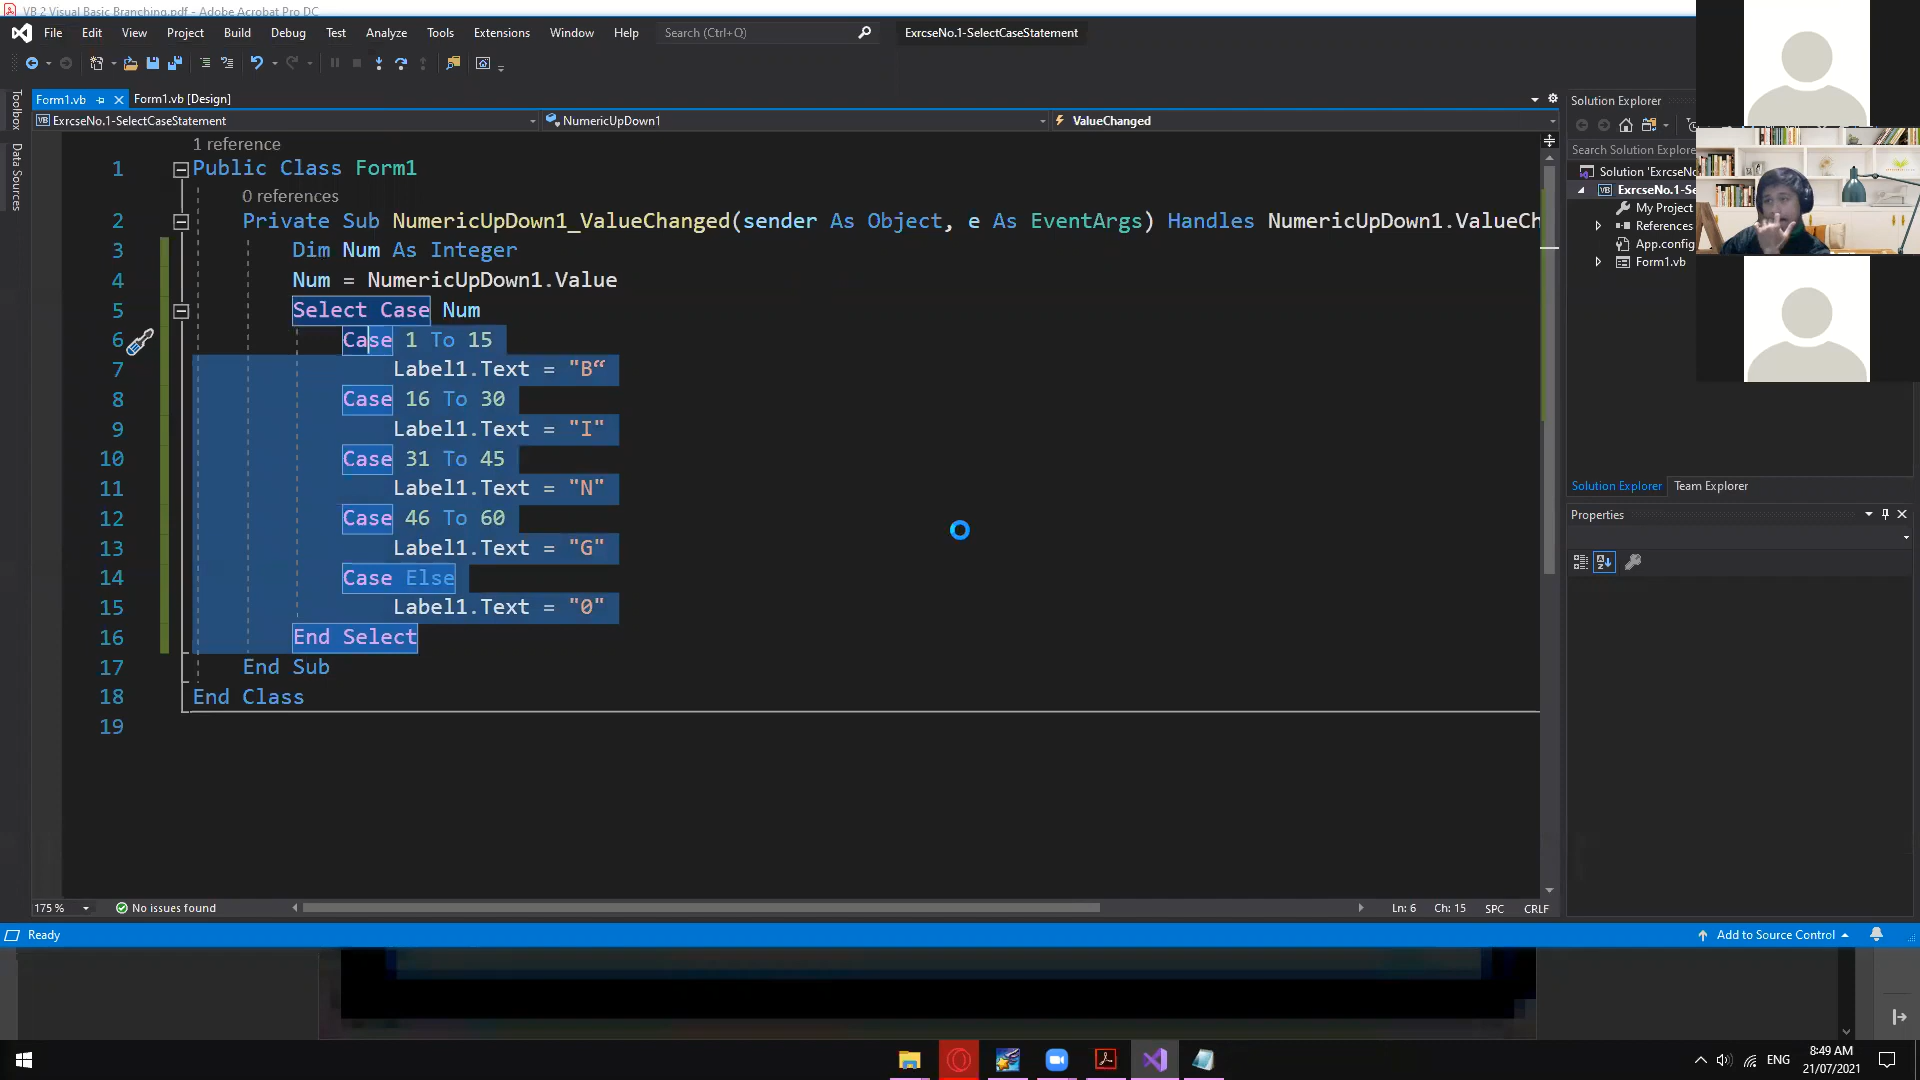 VB 2 Visual Basic Branching.pdf - Adobe Acrobat Pro DC
File Edit View Project Build Debug Test Analyze Tools Extensions Window Help Search (Ctrl+Q) ExrcseNo.1-SelectCaseStatement
Form1.vb Form1.vb [Design]
Solution Explorer
VB ExrcseNo.1-SelectCaseStatement NumericUpDown1 ValueChanged
Toolbox
Data Sources
Search Solution Explore
Solution 'ExrcseNo
VB ExrcseNo.1-Se
My Project
References
App.config
Form1.vb
1 reference
1 Public Class Form1
0 references
2 Private Sub NumericUpDown1_ValueChanged(sender As Object, e As EventArgs) Handles NumericUpDown1.ValueCh
3 Dim Num As Integer
4 Num = NumericUpDown1.Value
5 Select Case Num
6 Case 1 To 15
7 Label1.Text = "B“
8 Case 16 To 30
9 Label1.Text = "I"
10 Case 31 To 45
11 Label1.Text = "N"
12 Case 46 To 60
13 Label1.Text = "G"
14 Case Else
15 Label1.Text = "0"
16 End Select
17 End Sub
18 End Class
19
Solution Explorer Team Explorer
Properties
175 % No issues found Ln: 6 Ch: 15 SPC CRLF
Ready Add to Source Control
ENG
8:49 AM
21/07/2021